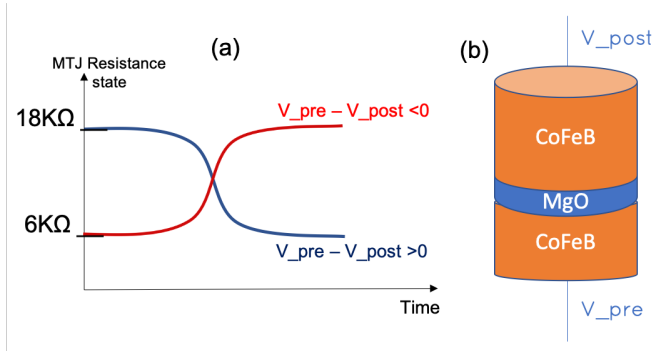 (a)
MTJ Resistance
state
18KΩ
6KΩ
V_pre – V_post <0
V_pre – V_post >0
Time
(b)
V_post
CoFeB
MgO
CoFeB
V_pre